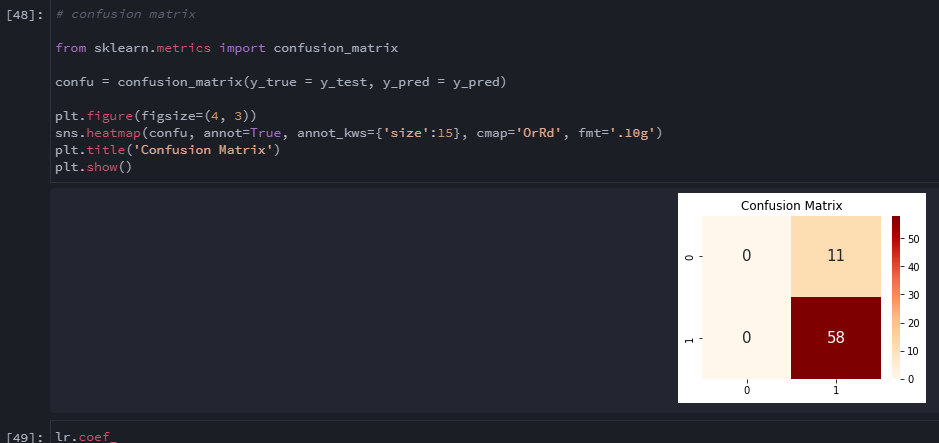 [48]: # confusion matrix
from sklearn.metrics import confusion_matrix
confu = confusion_matrix(y_true = y_test, y_pred = y_pred)
plt.figure(figsize=(4, 3))
sns.heatmap(confu, annot=True, annot_kws={'size':15}, cmap='OrRd', fmt='.10g')
plt.title('Confusion Matrix')
plt.show()
Confusion Matrix
0 0 11
1 0 58
0 1
50
40
30
20
10
0
[49]: lr.coef_